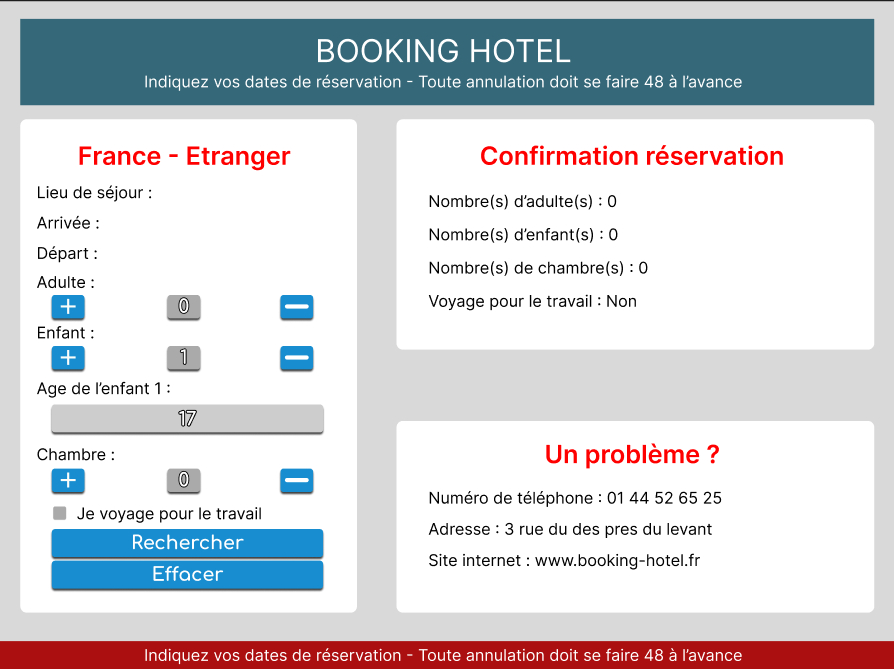 BOOKING HOTEL
Indiquez vos dates de réservation - Toute annulation doit se faire 48 à l’avance
France - Etranger
Lieu de séjour :
Arrivée :
Départ :
Adulte :
+ 0 −
Enfant :
+ 1 −
Age de l’enfant 1 :
17
Chambre :
+ 0 −
Je voyage pour le travail
Rechercher
Effacer
Confirmation réservation
Nombre(s) d’adulte(s) : 0
Nombre(s) d’enfant(s) : 0
Nombre(s) de chambre(s) : 0
Voyage pour le travail : Non
Un problème ?
Numéro de téléphone : 01 44 52 65 25
Adresse : 3 rue du des pres du levant
Site internet : www.booking-hotel.fr
Indiquez vos dates de réservation - Toute annulation doit se faire 48 à l’avance